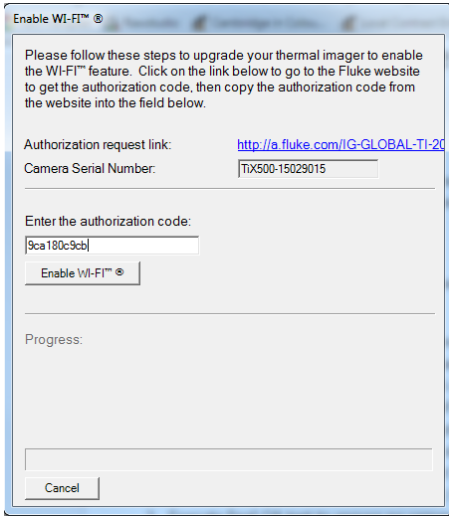 Enable WI-FI™ ®
Please follow these steps to upgrade your thermal imager to enable
the WI-FI™ feature. Click on the link below to go to the Fluke website
to get the authorization code, then copy the authorization code from
the website into the field below.
Authorization request link: http://a.fluke.com/IG-GLOBAL-TI-20
Camera Serial Number: TiX500-15029015
Enter the authorization code:
9ca180c9cb
Enable WI-FI™ ®
Progress:
Cancel